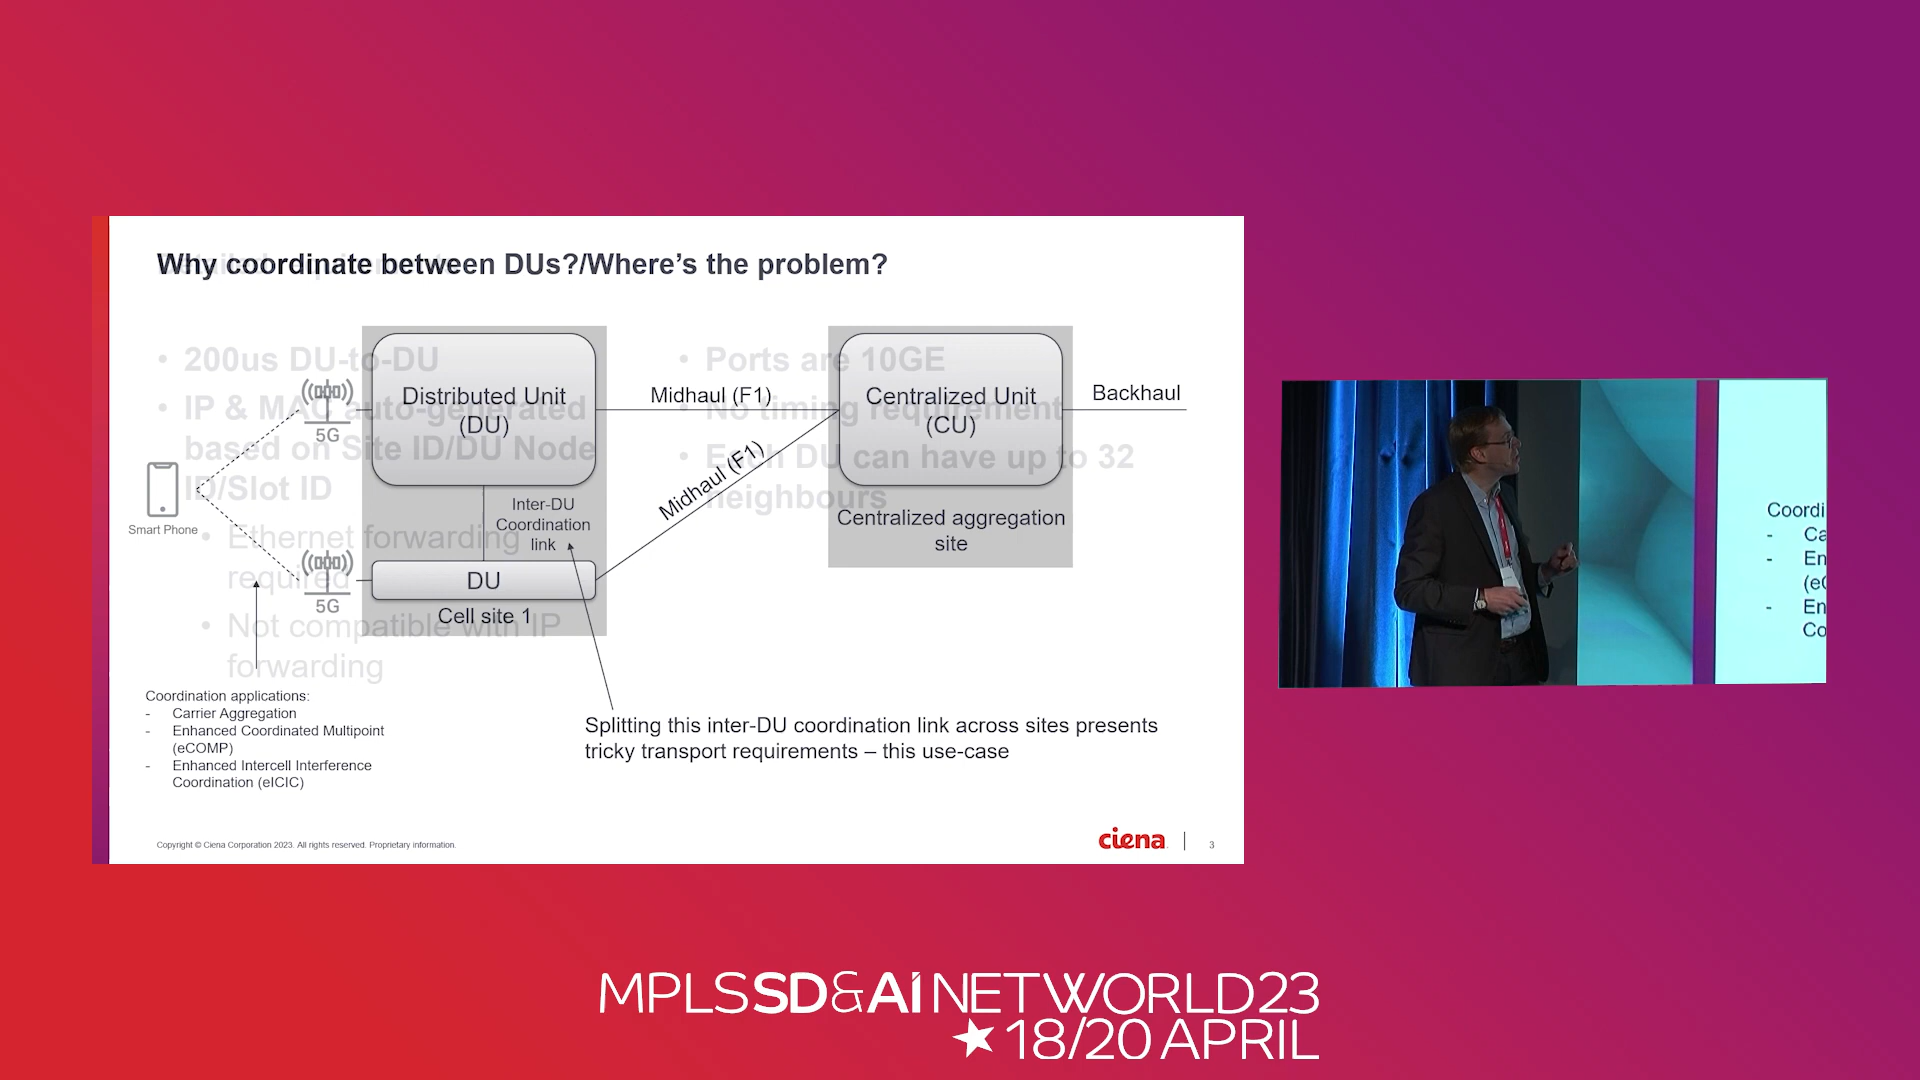 Why coordinate between DUs?/Where's the problem?
• 200us DU-to-DU
• IP & MAC auto-generated
based on Site ID/DU Node
ID/Slot ID
• Ethernet forwarding
required
• Not compatible with IP
forwarding
• Ports are 10GE
• No timing requirement
• Each DU can have up to 32
neighbours
5G
Smart Phone
5G
Distributed Unit
(DU)
Inter-DU
Coordination
link
DU
Cell site 1
Midhaul (F1)
Midhaul (F1)
Centralized Unit
(CU)
Centralized aggregation
site
Backhaul
Coordination applications:
- Carrier Aggregation
- Enhanced Coordinated Multipoint
(eCOMP)
- Enhanced Intercell Interference
Coordination (eICIC)
Splitting this inter-DU coordination link across sites presents
tricky transport requirements – this use-case
Copyright © Ciena Corporation 2023. All rights reserved. Proprietary information.
ciena
3
Coordi
- Ca
- En
(eC
- En
Co
MPLS SD & AI NET WORLD 23
18/20 APRIL